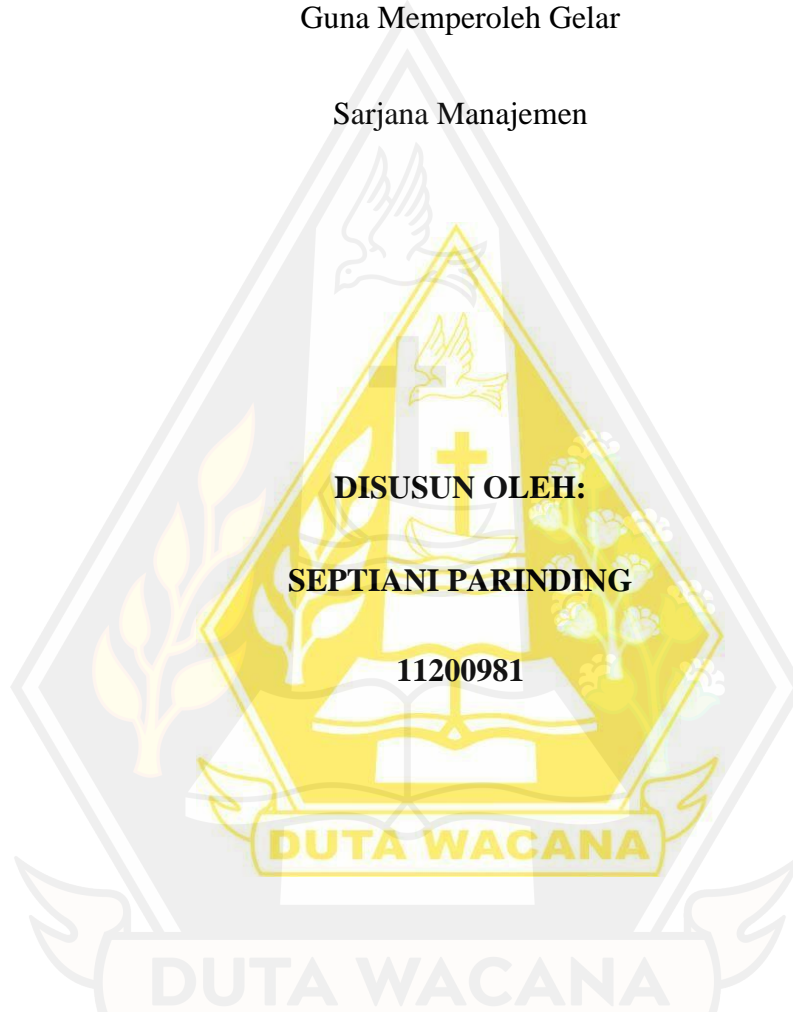 Guna Memperoleh Gelar
Sarjana Manajemen
DISUSUN OLEH:
SEPTIANI PARINDING
11200981
DUTA WACANA
DUTA WACANA